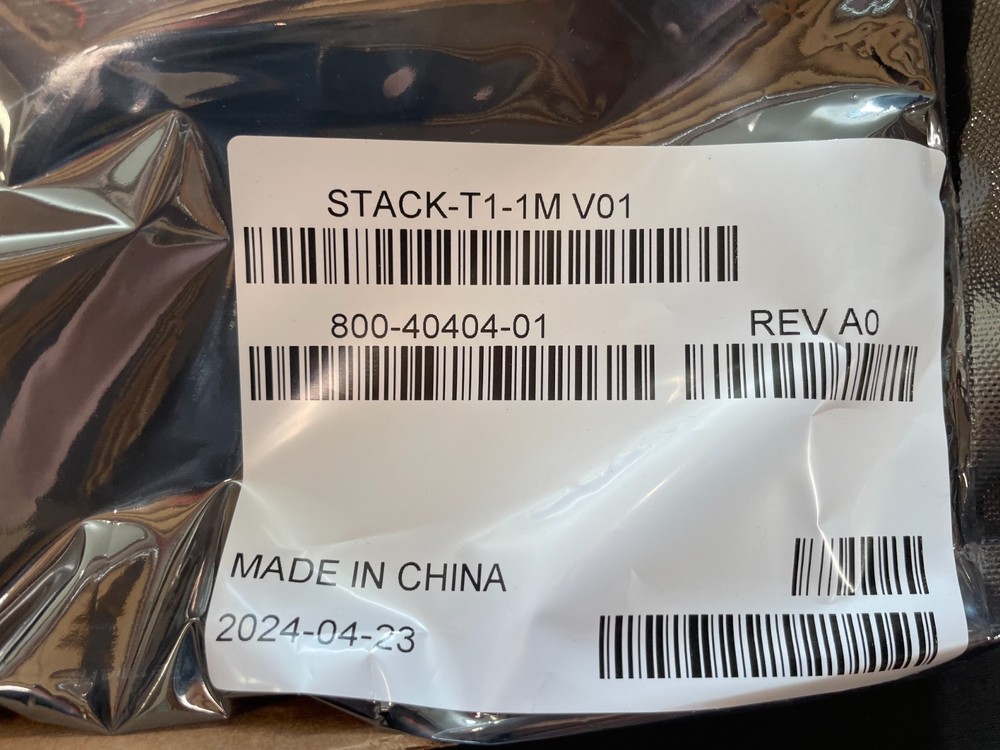 STACK-T1-1M V01
800-40404-01 REV A0
MADE IN CHINA
2024-04-23